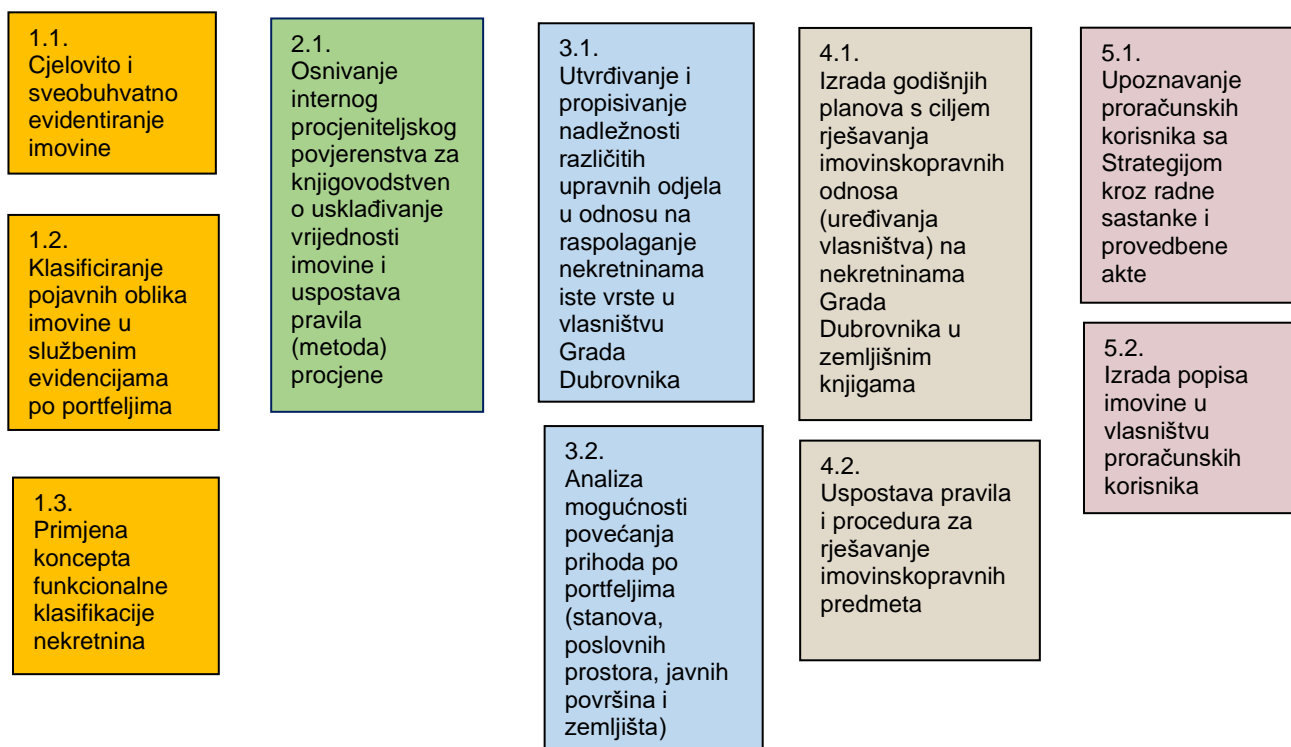 1.1.
Cjelovito i
sveobuhvatno
evidentiranje
imovine
1.2.
Klasificiranje
pojavnih oblika
imovine u
službenim
evidencijama
po portfeljima
1.3.
Primjena
koncepta
funkcionalne
klasifikacije
nekretnina
2.1.
Osnivanje
internog
procjeniteljskog
povjerenstva za
knjigovodstven
o usklađivanje
vrijednosti
imovine i
uspostava
pravila
(metoda)
procjene
3.1.
Utvrđivanje i
propisivanje
nadležnosti
različitih
upravnih odjela
u odnosu na
raspolaganje
nekretninama
iste vrste u
vlasništvu
Grada
Dubrovnika
3.2.
Analiza
mogućnosti
povećanja
prihoda po
portfeljima
(stanova,
poslovnih
prostora, javnih
površina i
zemljišta)
4.1.
Izrada godišnjih
planova s ciljem
rješavanja
imovinskopravnih
odnosa
(uređivanja
vlasništva) na
nekretninama
Grada
Dubrovnika u
zemljišnim
knjigama
4.2.
Uspostava pravila
i procedura za
rješavanje
imovinskopravnih
predmeta
5.1.
Upoznavanje
proračunskih
korisnika sa
Strategijom
kroz radne
sastanke i
provedbene
akte
5.2.
Izrada popisa
imovine u
vlasništvu
proračunskih
korisnika